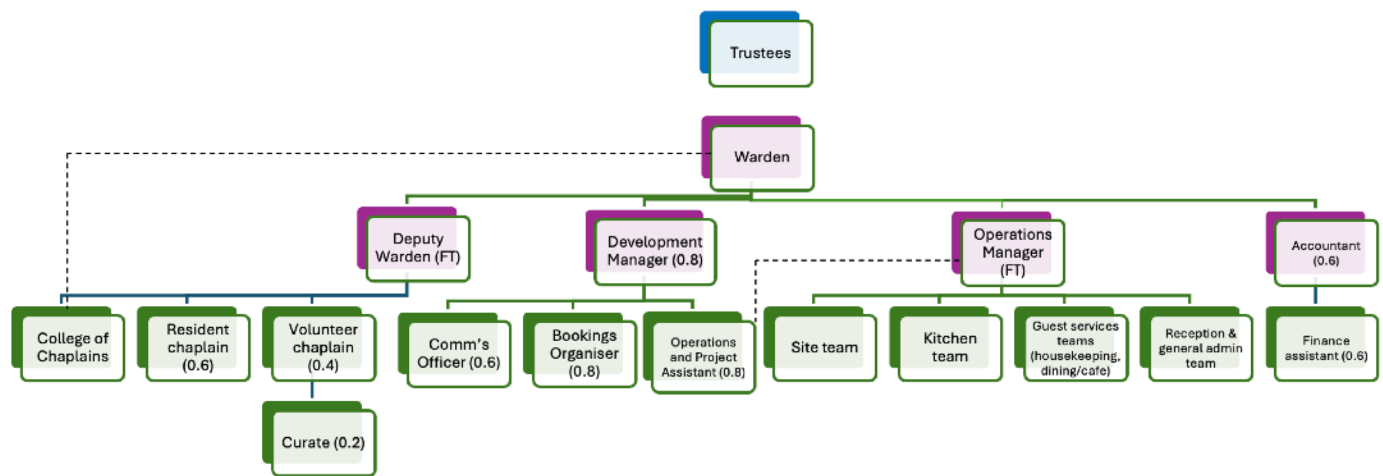 Trustees
Warden
Deputy
Warden (FT)
Development
Manager (0.8)
Operations
Manager
(FT)
Accountant
(0.6)
College of
Chaplains
Resident
chaplain
(0.6)
Volunteer
chaplain
(0.4)
Comm's
Officer (0.6)
Bookings
Organiser
(0.8)
Operations
and Project
Assistant (0.8)
Site team
Kitchen
team
Guest services
teams
(housekeeping,
dining/cafe)
Reception &
general admin
team
Finance
assistant (0.6)
Curate (0.2)